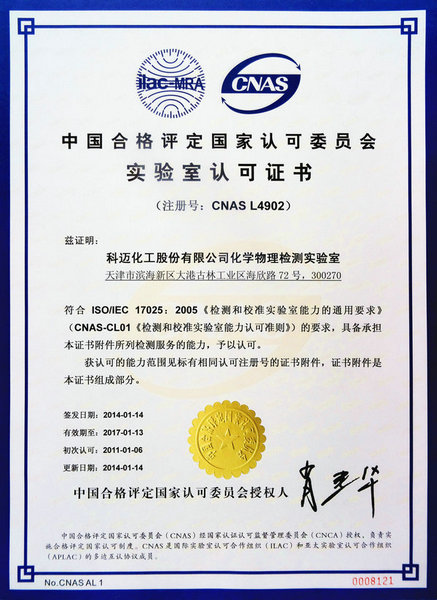 ilac-MRA
CNAS
中国合格评定国家认可委员会
实验室认可证书
（注册号：CNAS L4902）
兹证明：
科迈化工股份有限公司化学物理检测实验室
天津市滨海新区大港古林工业区海欣路 72 号，300270
符合 ISO/IEC 17025：2005《检测和校准实验室能力的通用要求》
（CNAS-CL01《检测和校准实验室能力认可准则》）的要求，具备承担
本证书附件所列检测服务的能力，予以认可。
获认可的能力范围见标有相同认可注册号的证书附件，证书附件是
本证书组成部分。
签发日期：2014-01-14
有效期至：2017-01-13
初次认可：2011-01-06
更新日期：2014-01-14
中国合格评定国家认可委员会授权人
中国合格评定国家认可委员会（CNAS）经国家认证认可监督管理委员会（CNCA）授权，负责实
施合格评定国家认可制度。CNAS是国际实验室认可合作组织（ILAC）和亚太实验室认可合作组织
（APLAC）的多边互认协议成员。
No.CNAS AL 1
0008121